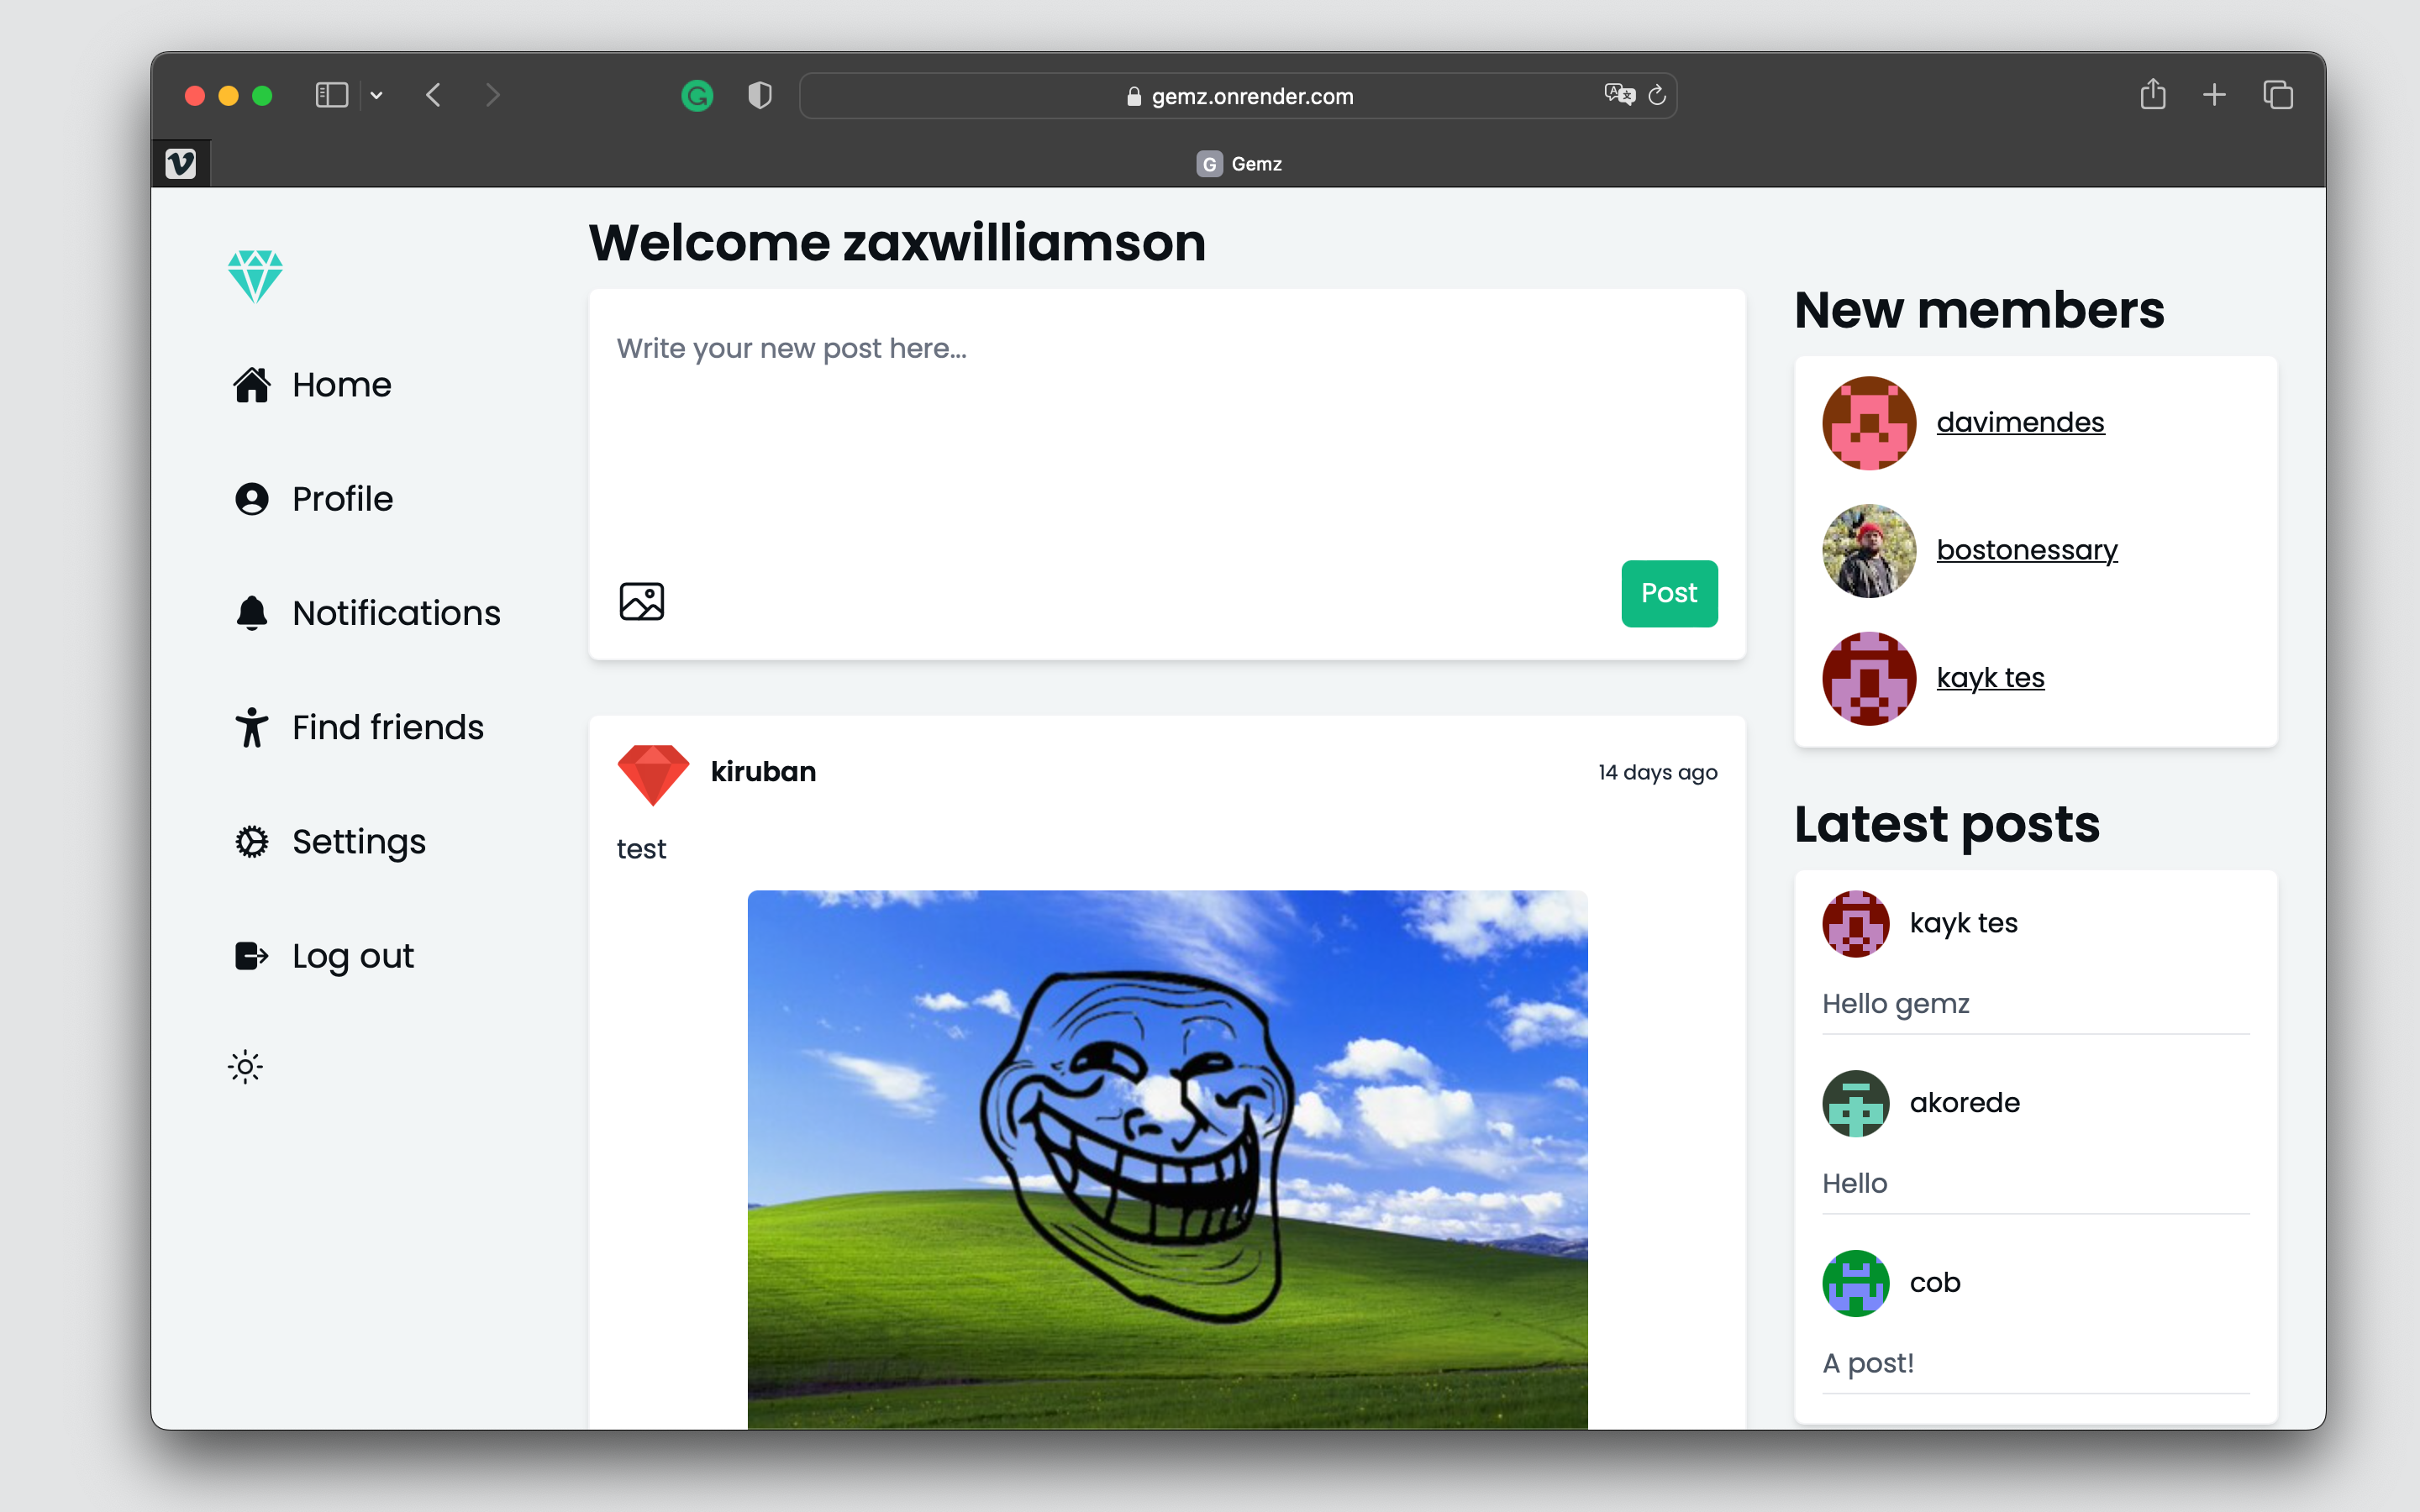 gemz.onrender.com
G Gemz
Home
Profile
Notifications
Find friends
Settings
Log out
Welcome zaxwilliamson
Write your new post here...
Post
kiruban
14 days ago
test
New members
davimendes
bostonessary
kayk tes
Latest posts
kayk tes
Hello gemz
akorede
Hello
cob
A post!